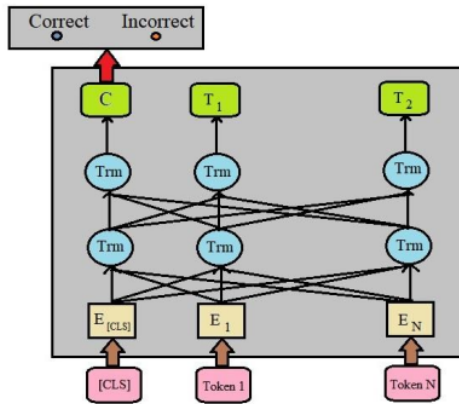 Correct Incorrect
C T1 T2
Trm Trm Trm
Trm Trm Trm
E[CLS] E1 EN
[CLS] Token 1 Token N